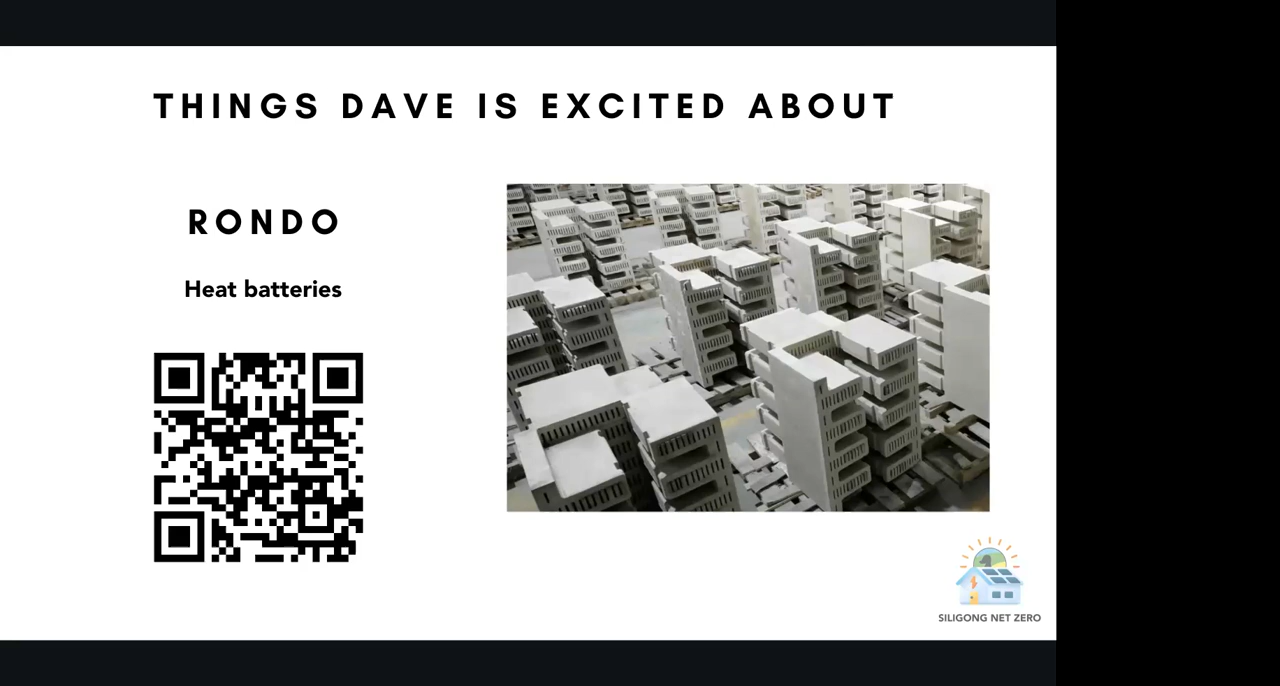 THINGS DAVE IS EXCITED ABOUT
RONDO
Heat batteries
SILIGONG NET ZERO